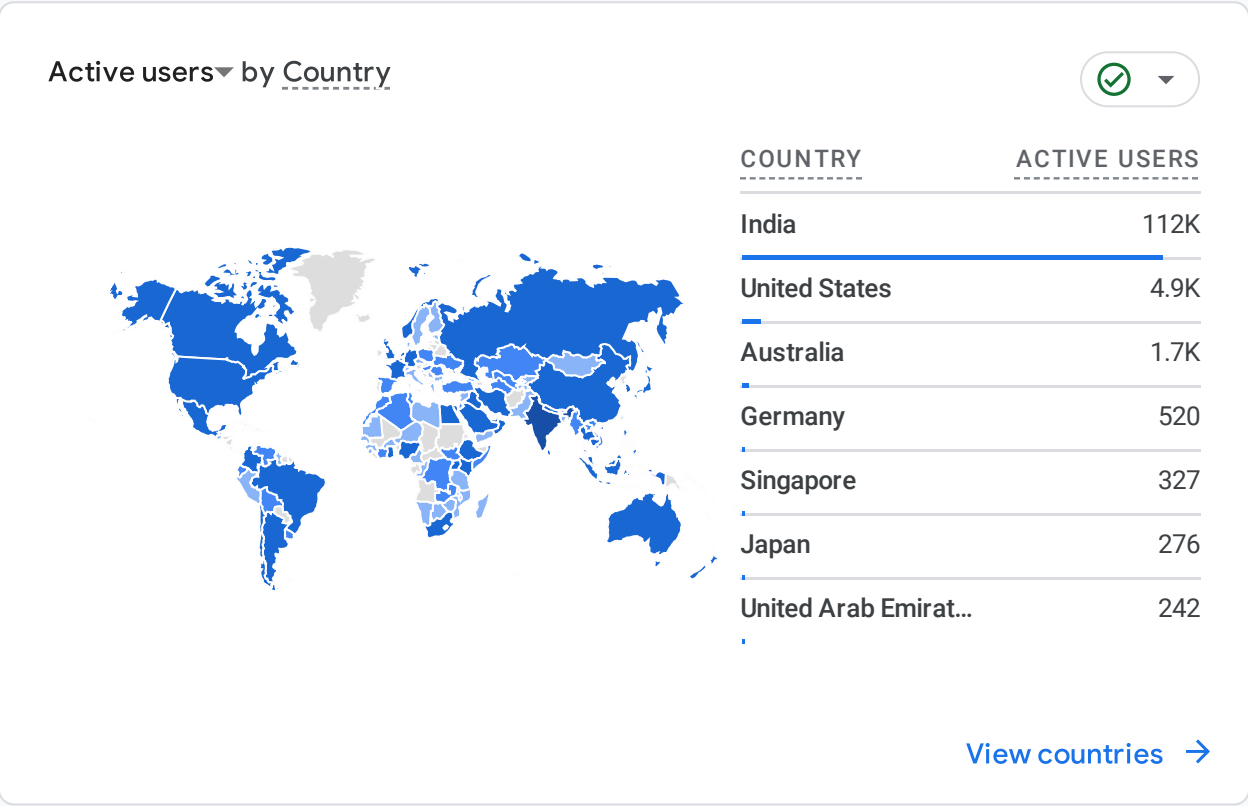 Active users by Country
COUNTRY ACTIVE USERS
India 112K
United States 4.9K
Australia 1.7K
Germany 520
Singapore 327
Japan 276
United Arab Emirat... 242
View countries